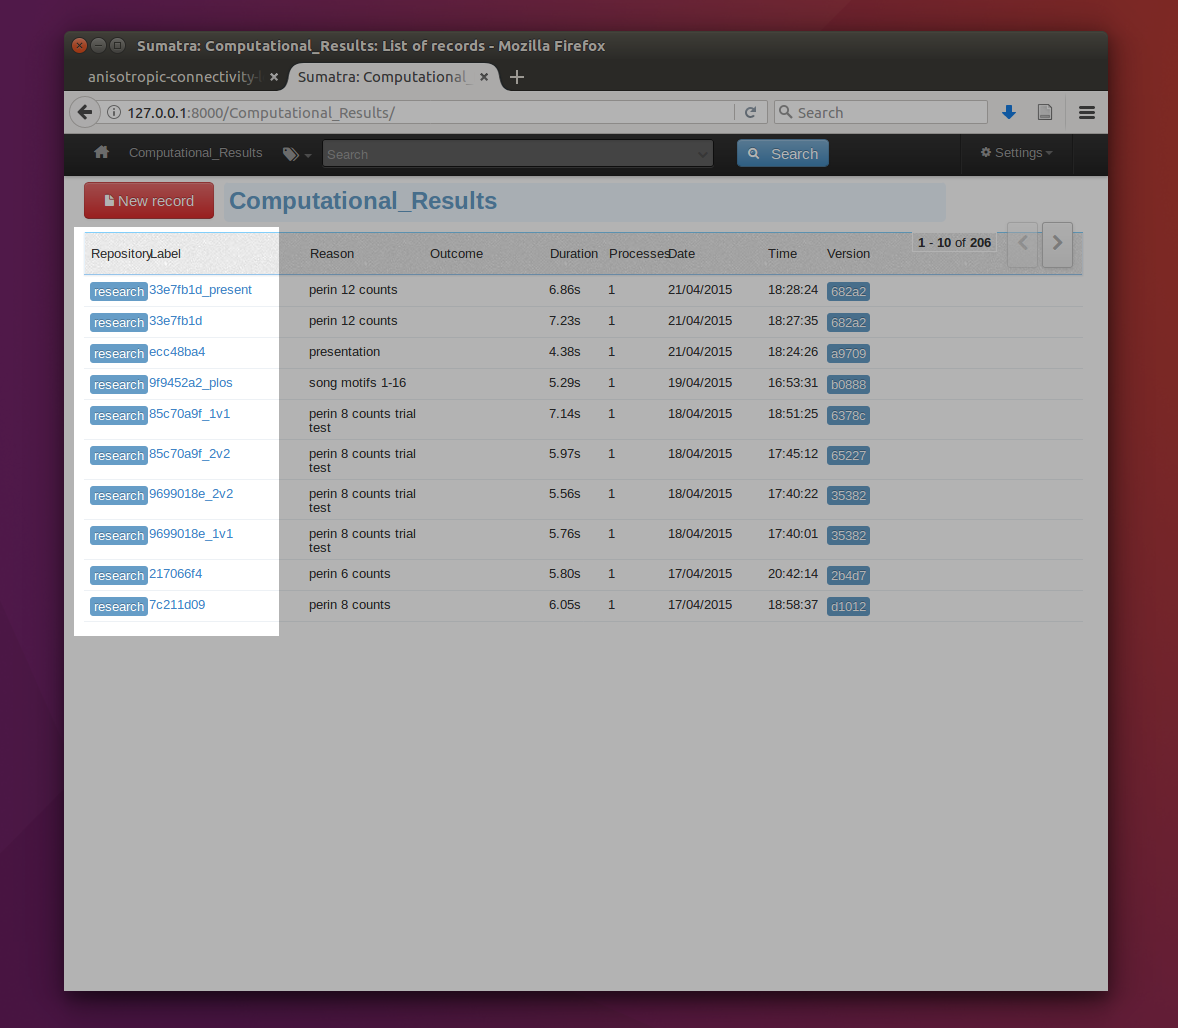 Sumatra: Computational_Results: List of records - Mozilla Firefox
anisotropic-connectivity- Sumatra: Computational_
127.0.0.1:8000/Computational_Results/ Search
Computational_Results Search Search Settings
New record Computational_Results
1 - 10 of 206
Repository Label Reason Outcome Duration Processes Date Time Version
research 33e7fb1d_present perin 12 counts 6.86s 1 21/04/2015 18:28:24 682a2
research 33e7fb1d perin 12 counts 7.23s 1 21/04/2015 18:27:35 682a2
research ecc48ba4 presentation 4.38s 1 21/04/2015 18:24:26 a9709
research 9f9452a2_plos song motifs 1-16 5.29s 1 19/04/2015 16:53:31 b0888
research 85c70a9f_1v1 perin 8 counts trial 7.14s 1 18/04/2015 18:51:25 6378c
test
research 85c70a9f_2v2 perin 8 counts trial 5.97s 1 18/04/2015 17:45:12 65227
test
research 9699018e_2v2 perin 8 counts trial 5.56s 1 18/04/2015 17:40:22 35382
test
research 9699018e_1v1 perin 8 counts trial 5.76s 1 18/04/2015 17:40:01 35382
test
research 217066f4 perin 6 counts 5.80s 1 17/04/2015 20:42:14 2b4d7
research 7c211d09 perin 8 counts 6.05s 1 17/04/2015 18:58:37 d1012